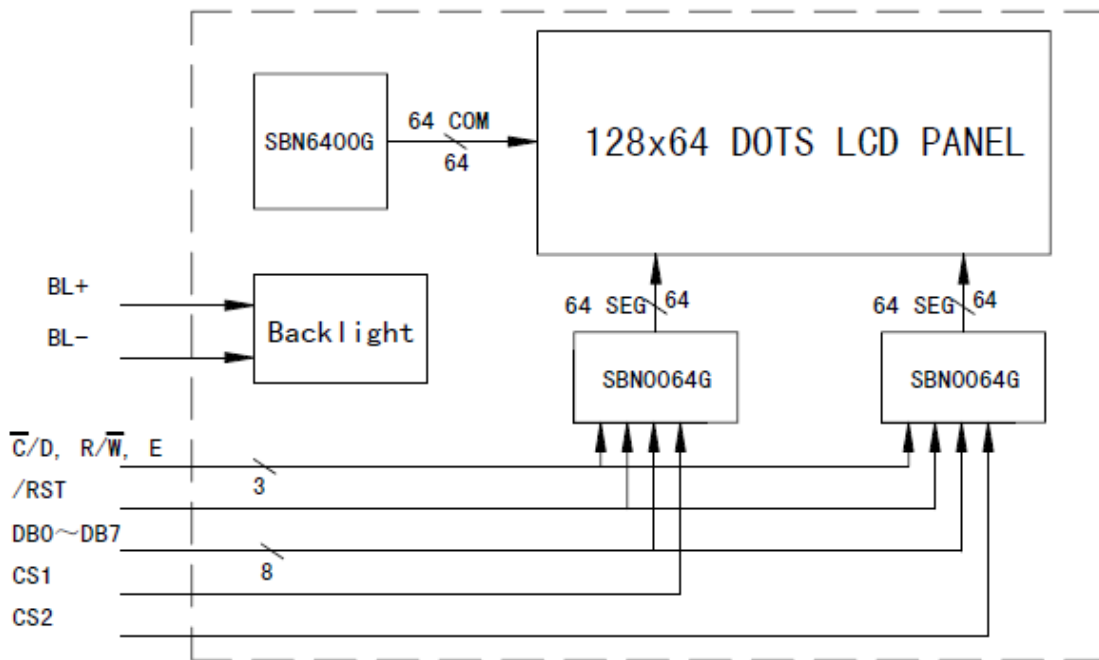 64 COM
64
SBN6400G
128x64 DOTS LCD PANEL
BL+
BL-
Backlight
64 SEG
64
64 SEG
64
SBN0064G
SBN0064G
C̅/D, R/W̅, E
3
/RST
DB0～DB7
8
CS1
CS2